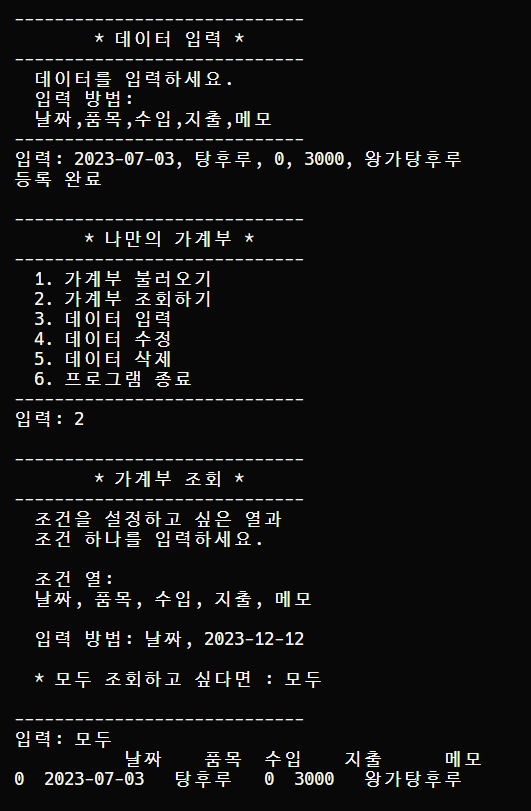 -----------------------------
* 데이터 입력 *
-----------------------------
데이터를 입력하세요.
입력 방법:
날짜,품목,수입,지출,메모
-----------------------------
입력: 2023-07-03, 탕후루, 0, 3000, 왕가탕후루
등록 완료
-----------------------------
* 나만의 가계부 *
-----------------------------
1. 가계부 불러오기
2. 가계부 조회하기
3. 데이터 입력
4. 데이터 수정
5. 데이터 삭제
6. 프로그램 종료
-----------------------------
입력: 2
-----------------------------
* 가계부 조회 *
-----------------------------
조건을 설정하고 싶은 열과
조건 하나를 입력하세요.
조건 열:
날짜, 품목, 수입, 지출, 메모
입력 방법: 날짜, 2023-12-12
* 모두 조회하고 싶다면 : 모두
-----------------------------
입력: 모두
날짜 품목 수입 지출 메모
0 2023-07-03 탕후루 0 3000 왕가탕후루